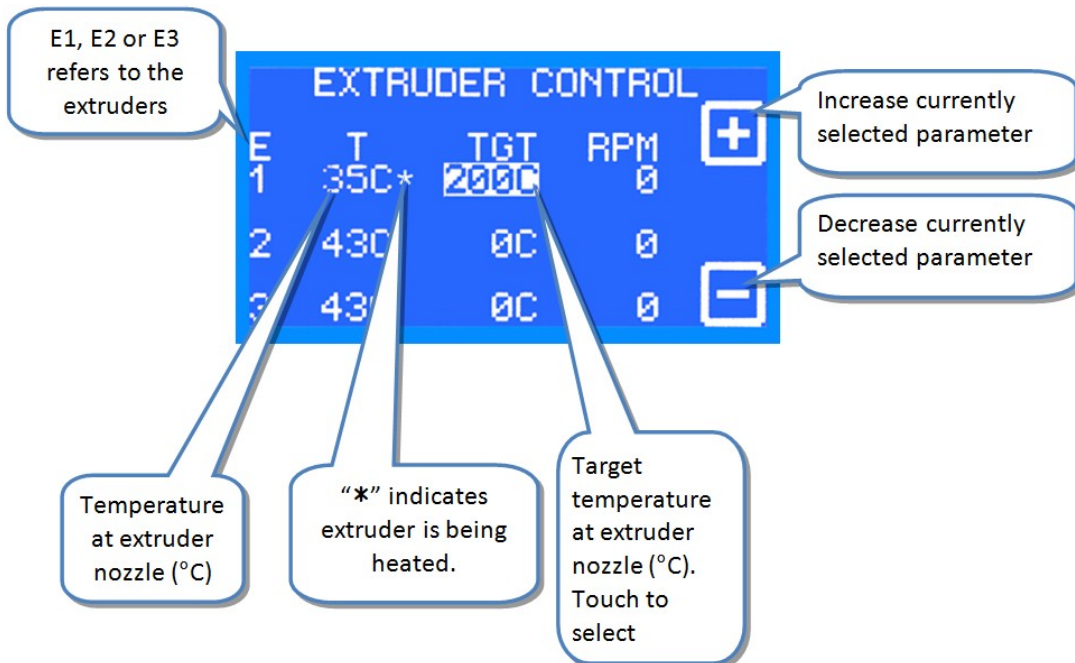 E1, E2 or E3
refers to the
extruders
EXTRUDER CONTROL
E T TGT RPM
1 35C* 200C 0
2 43C 0C 0
3 43 0C 0
+
-
Increase currently
selected parameter
Decrease currently
selected parameter
Temperature
at extruder
nozzle (°C)
“*” indicates
extruder is being
heated.
Target
temperature
at extruder
nozzle (°C).
Touch to
select